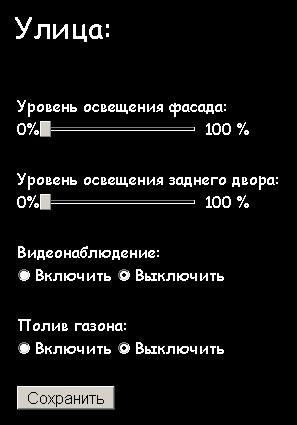 Улица:
Уровень освещения фасада:
0% 100 %
Уровень освещения заднего двора:
0% 100 %
Видеонаблюдение:
Включить Выключить
Полив газона:
Включить Выключить
Сохранить